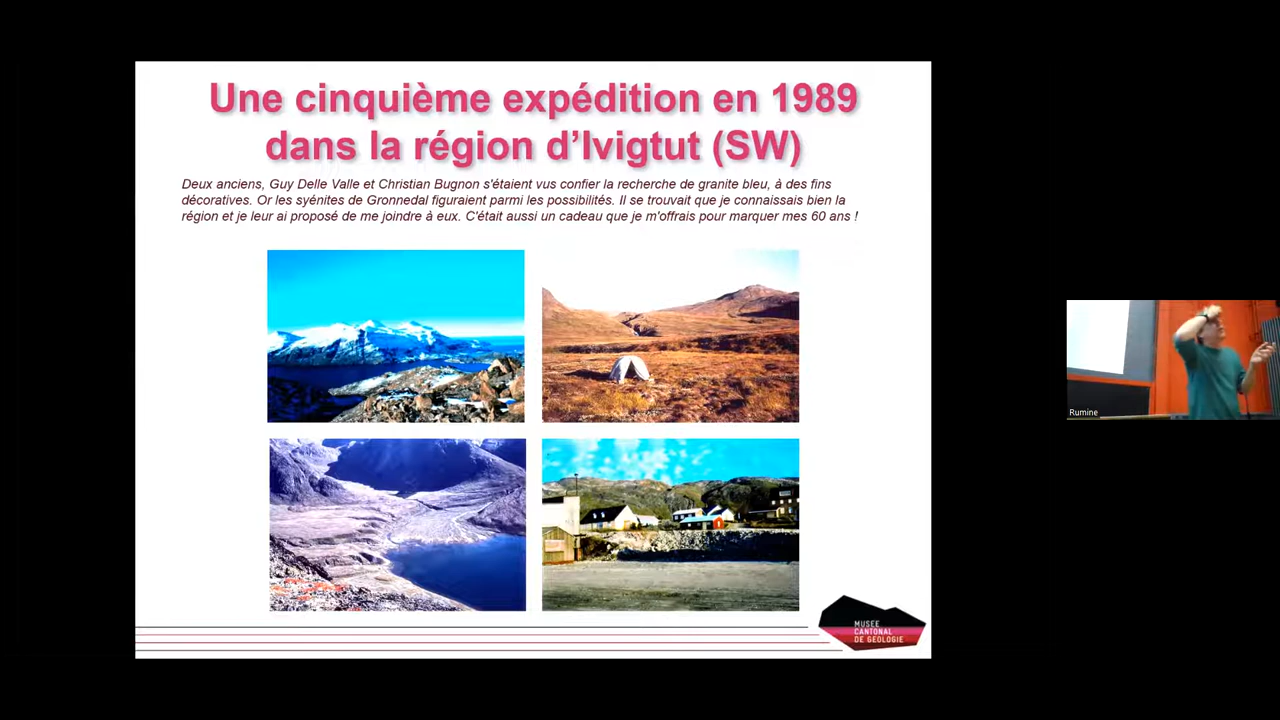 Une cinquième expédition en 1989
dans la région d’Ivigtut (SW)
Deux anciens, Guy Delle Valle et Christian Bugnon s'étaient vus confier la recherche de granite bleu, à des fins
décoratives. Or les syénites de Gronnedal figuraient parmi les possibilités. Il se trouvait que je connaissais bien la
région et je leur ai proposé de me joindre à eux. C'était aussi un cadeau que je m'offrais pour marquer mes 60 ans !
Rumine
MUSEE
CANTONAL
DE GEOLOGIE